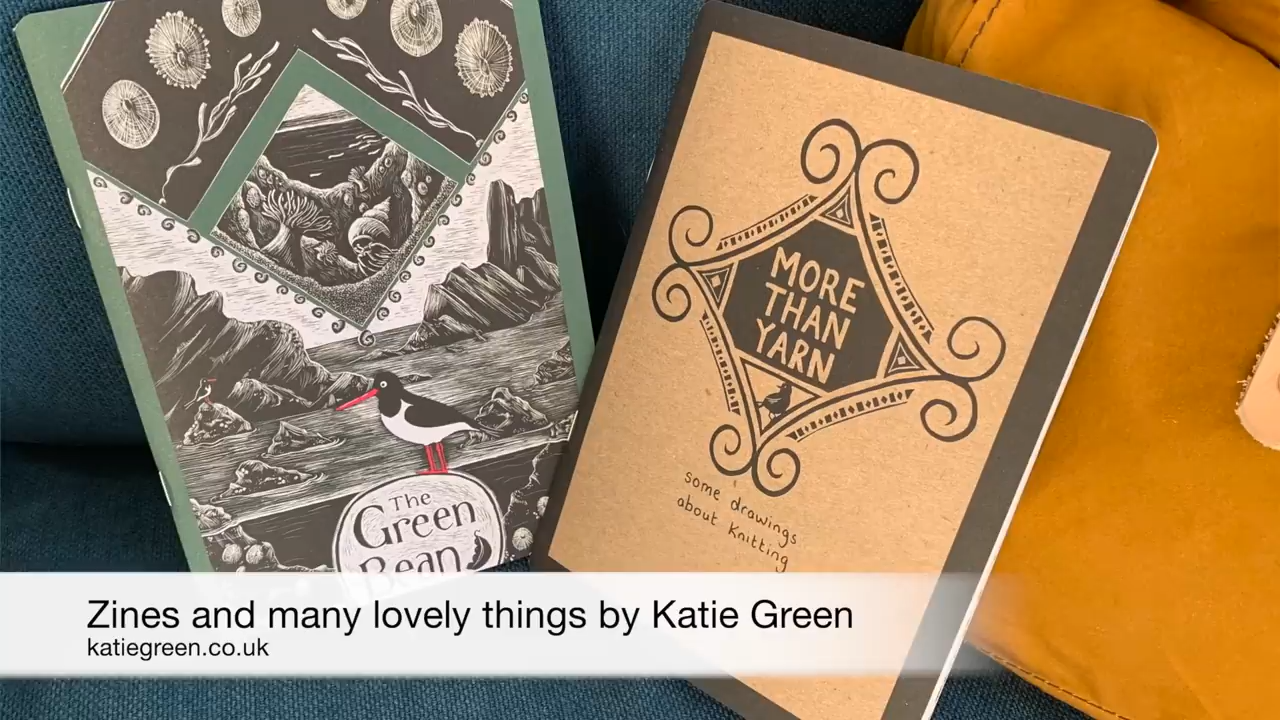 The
Green
Bean
MORE
THAN
YARN
some drawings
about knitting
Zines and many lovely things by Katie Green
katiegreen.co.uk